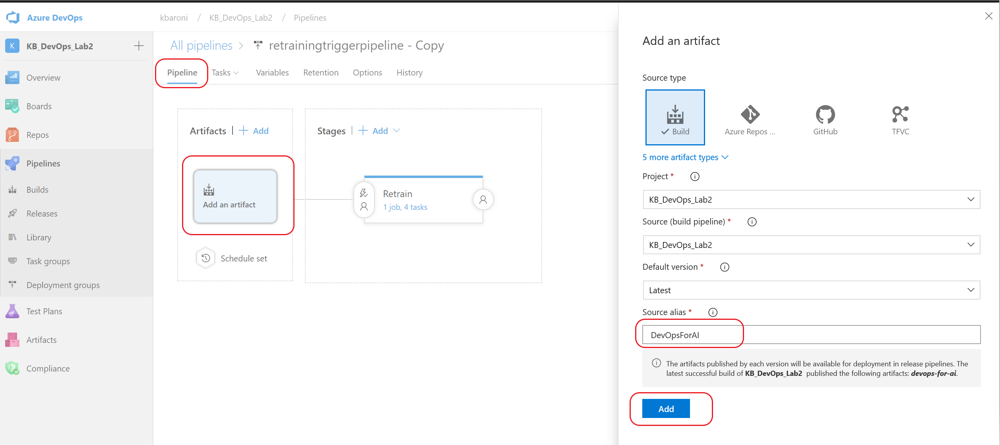 Azure DevOps
kbaroni / KB_DevOps_Lab2 / Pipelines
K KB_DevOps_Lab2
Overview
Boards
Repos
Pipelines
Builds
Releases
Library
Task groups
Deployment groups
Test Plans
Artifacts
Compliance
All pipelines > retrainingtriggerpipeline - Copy
Pipeline Tasks Variables Retention Options History
Artifacts | + Add
Add an artifact
Schedule set
Stages | + Add
Retrain
1 job, 4 tasks
Add an artifact
Source type
Build
Azure Repos ...
GitHub
TFVC
5 more artifact types
Project *
KB_DevOps_Lab2
Source (build pipeline) *
KB_DevOps_Lab2
Default version *
Latest
Source alias *
DevOpsForAI
The artifacts published by each version will be available for deployment in release pipelines. The
latest successful build of KB_DevOps_Lab2 published the following artifacts: devops-for-ai.
Add